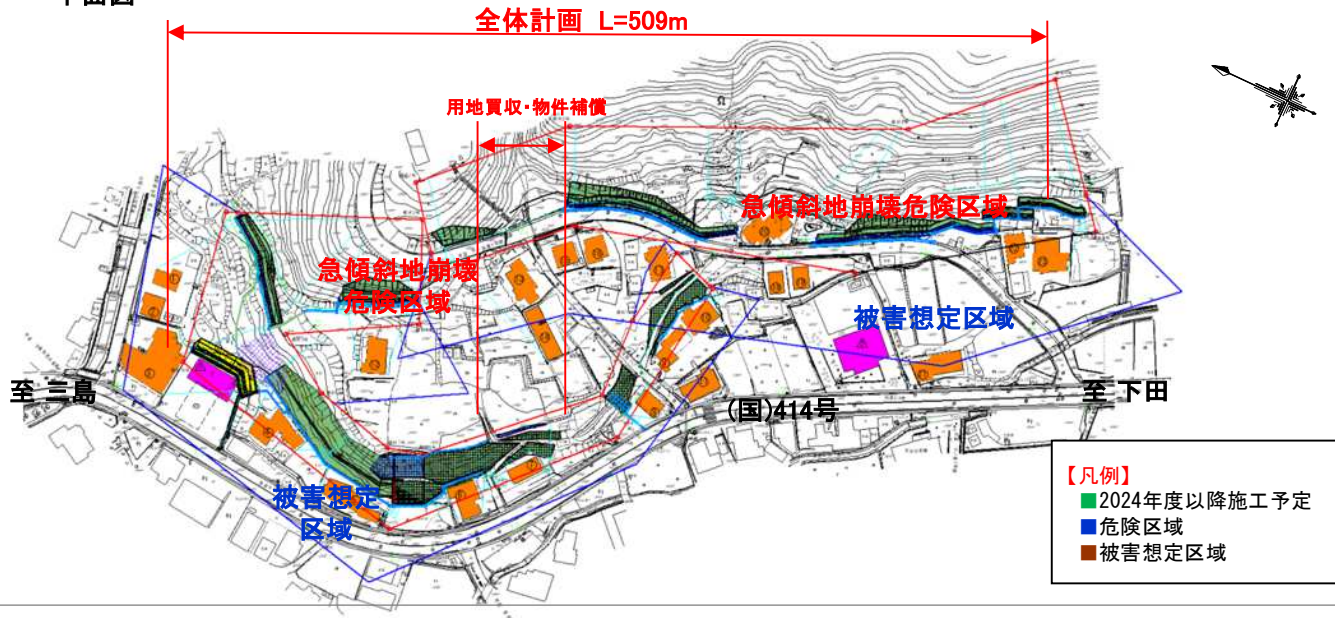 平面図
全体計画 L=509m
用地買収・物件補償
急傾斜地崩壊危険区域
急傾斜地崩壊
危険区域
被害想定区域
至 三島
至 下田
(国)414号
被害想定
区域
【凡例】
2024年度以降施工予定
危険区域
被害想定区域